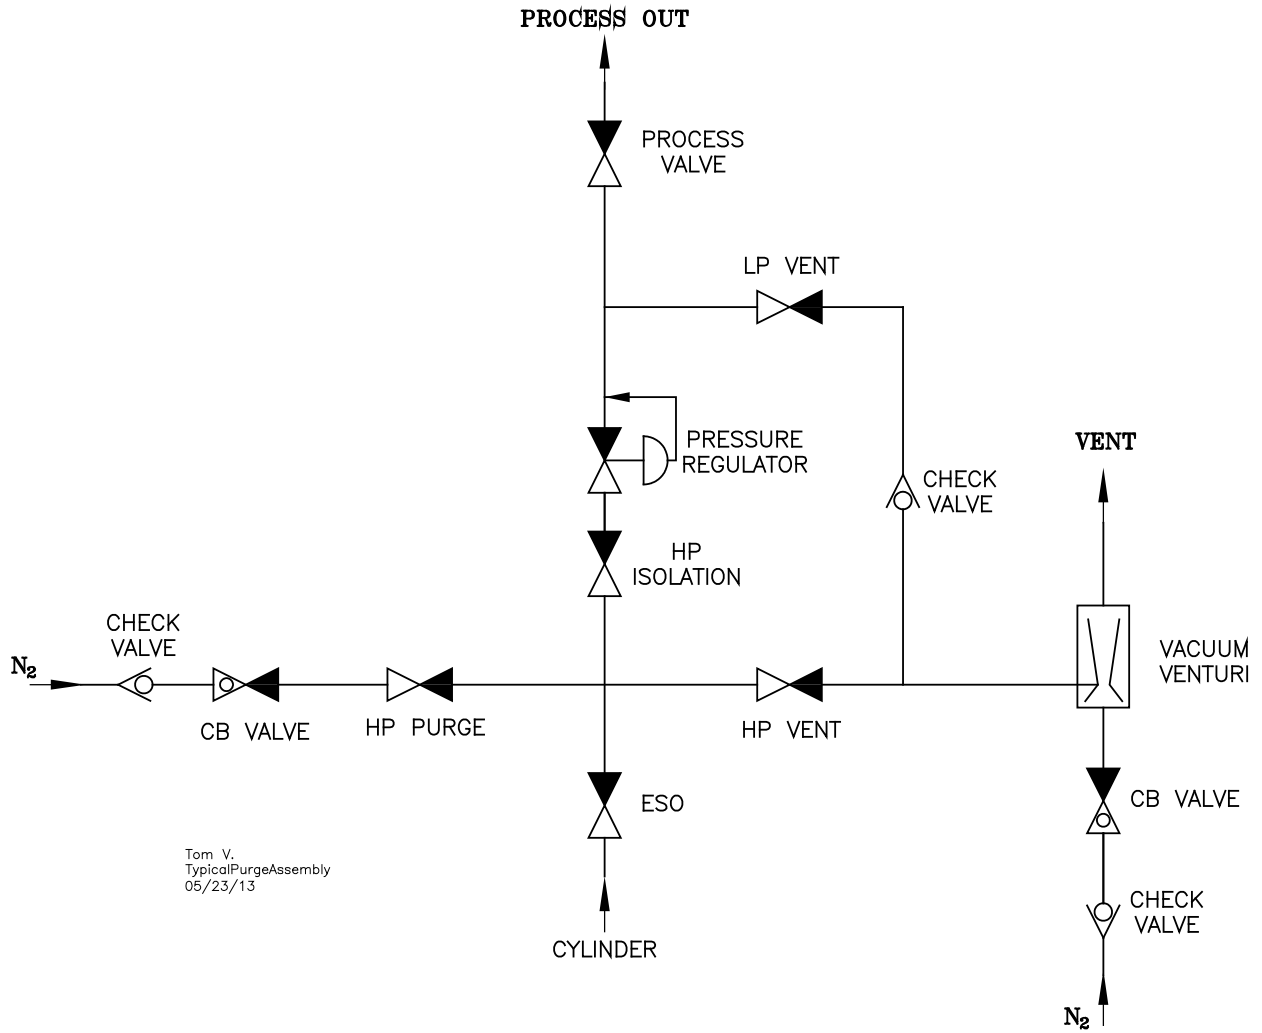 PROCESS OUT
PROCESS
VALVE
LP VENT
PRESSURE
REGULATOR
VENT
CHECK
VALVE
HP
ISOLATION
CHECK
VALVE
N2
VACUUM
VENTURI
CB VALVE
HP PURGE
HP VENT
ESO
CB VALVE
Tom V.
TypicalPurgeAssembly
05/23/13
CHECK
VALVE
CYLINDER
N2